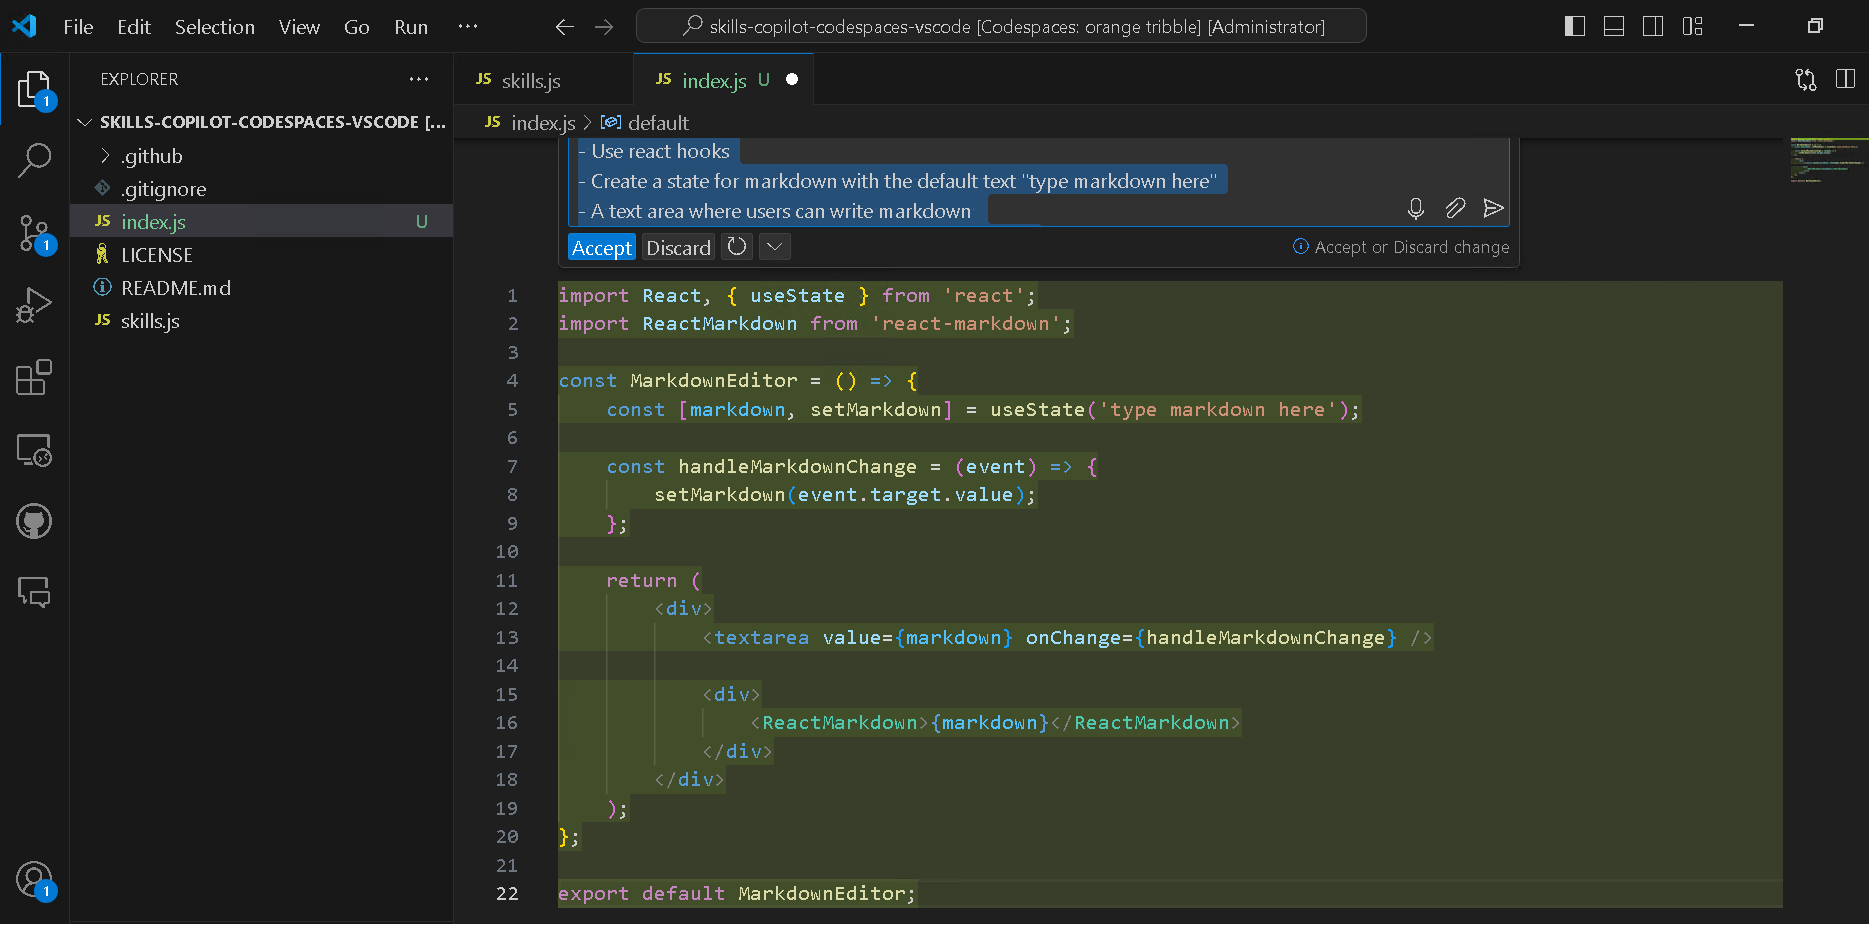 File Edit Selection View Go Run ···
skills-copilot-codespaces-vscode [Codespaces: orange tribble] [Administrator]
EXPLORER ···
SKILLS-COPILOT-CODESPACES-VSCODE [...
.github
.gitignore
JS index.js U
LICENSE
README.md
JS skills.js
1
1
1
JS skills.js
JS index.js U
JS index.js > default
- Use react hooks
- Create a state for markdown with the default text "type markdown here"
- A text area where users can write markdown
Accept Discard
Accept or Discard change
1 import React, { useState } from 'react';
2 import ReactMarkdown from 'react-markdown';
3
4 const MarkdownEditor = () => {
5 const [markdown, setMarkdown] = useState('type markdown here');
6
7 const handleMarkdownChange = (event) => {
8 setMarkdown(event.target.value);
9 };
10
11 return (
12 <div>
13 <textarea value={markdown} onChange={handleMarkdownChange} />
14
15 <div>
16 <ReactMarkdown>{markdown}</ReactMarkdown>
17 </div>
18 </div>
19 );
20 };
21
22 export default MarkdownEditor;